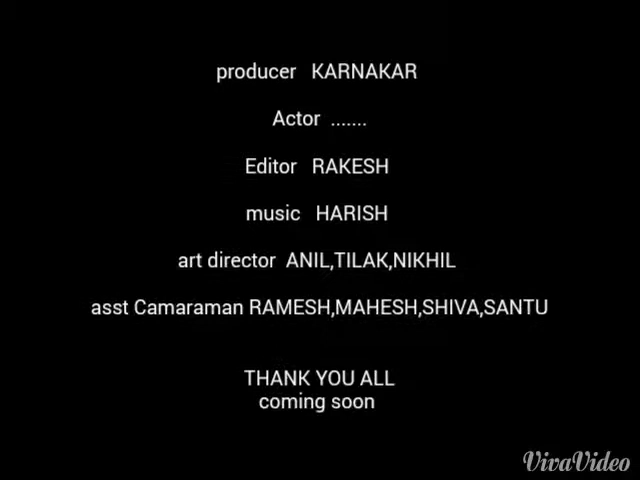 producer KARNAKAR
Actor .......
Editor RAKESH
music HARISH
art director ANIL,TILAK,NIKHIL
asst Camaraman RAMESH,MAHESH,SHIVA,SANTU
THANK YOU ALL
coming soon
VivaVideo